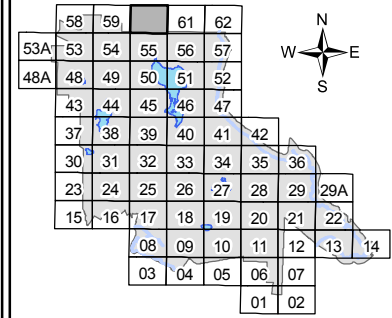 58 59 61 62
N
53A 53 54 55 56 57
W E
48A 48 49 50 51 52
S
43 44 45 46 47
37 38 39 40 41 42
30 31 32 33 34 35 36
23 24 25 26 27 28 29 29A
15 16 17 18 19 20 21 22
08 09 10 11 12 13 14
03 04 05 06 07
01 02